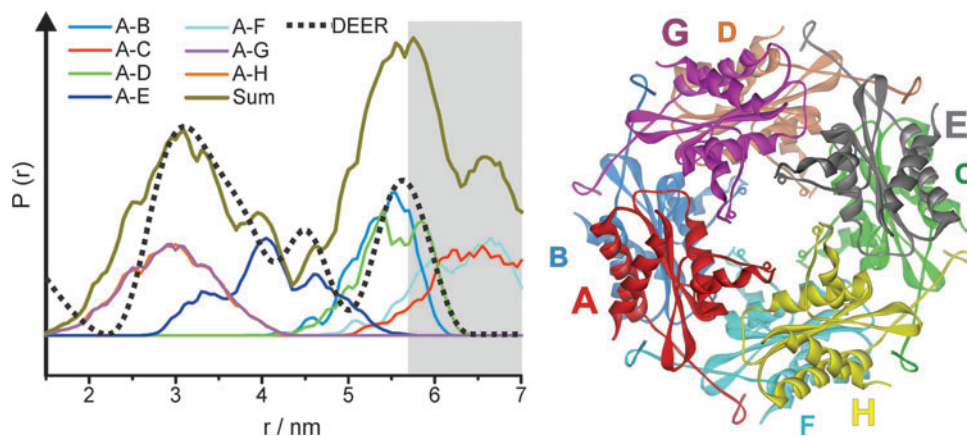 A-B
A-C
A-D
A-E
A-F
A-G
A-H
Sum
DEER
P (r)
2 3 4 5 6 7
r / nm
G D
E
C
B
A
F H